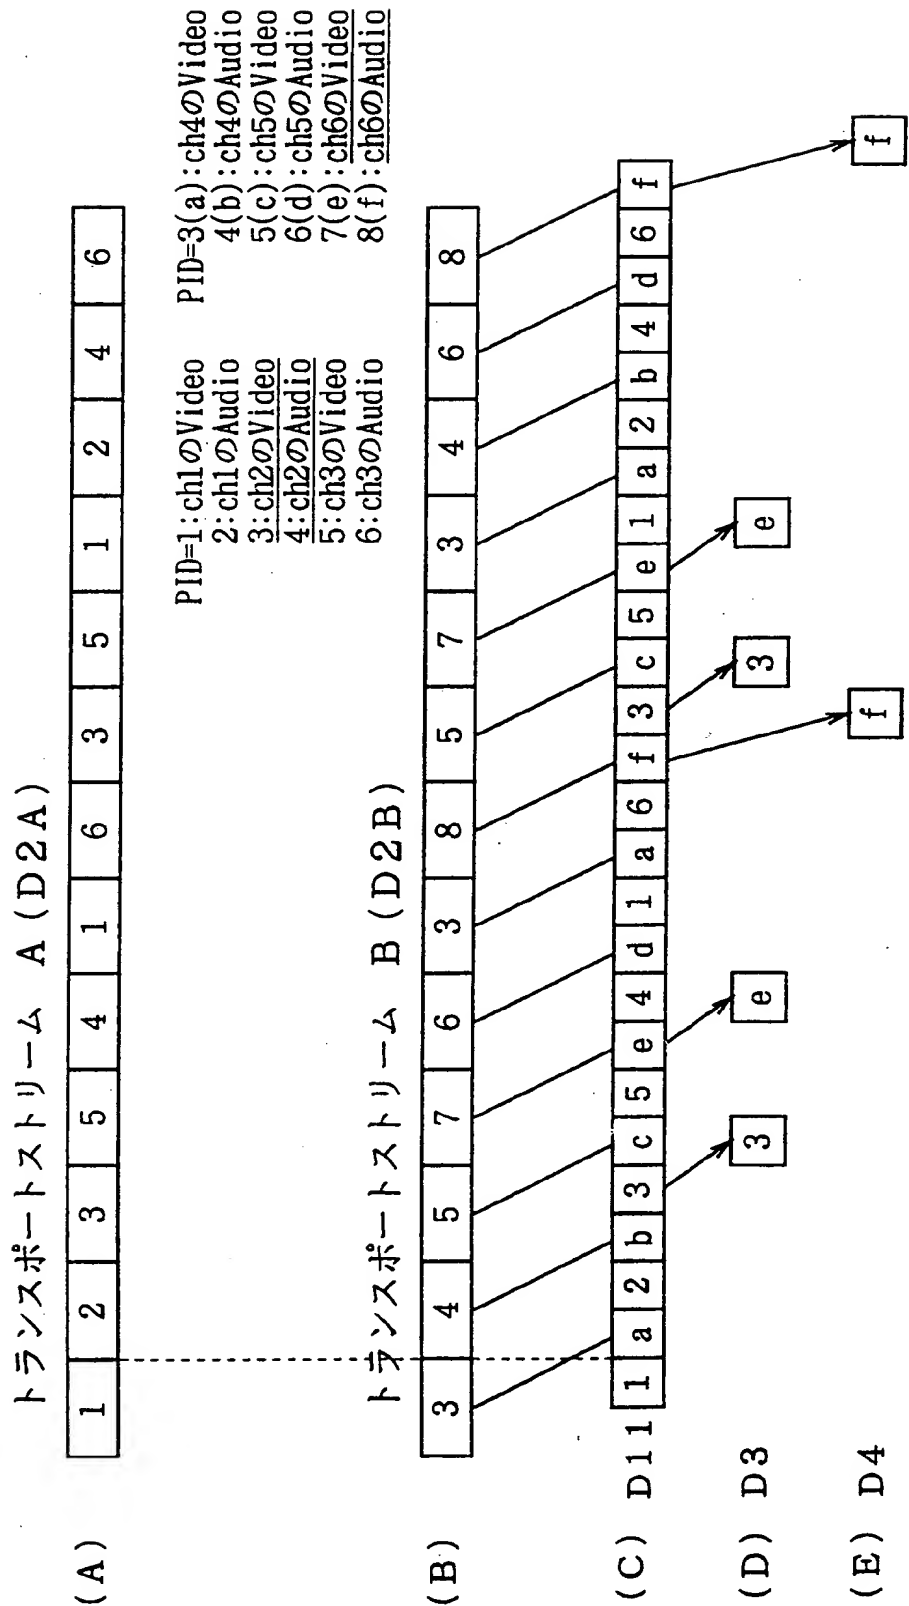 トランスポートストリーム A(D2A)
(A) 1 2 3 5 4 1 6 3 5 1 2 4 6
PID=1:ch1のVideo
2:ch1のAudio
3:ch2のVideo
4:ch2のAudio
5:ch3のVideo
6:ch3のAudio
PID=3(a):ch4のVideo
4(b):ch4のAudio
5(c):ch5のVideo
6(d):ch5のAudio
7(e):ch6のVideo
8(f):ch6のAudio
トランスポートストリーム B(D2B)
(B) 3 4 5 7 6 3 8 5 7 3 4 6 8
(C) D11 1 a 2 b 3 c 5 e 4 d 1 a 6 f 3 c 5 e 1 a 2 b 4 d 6 f
(D) D3 3 e 3 e
(E) D4 f f